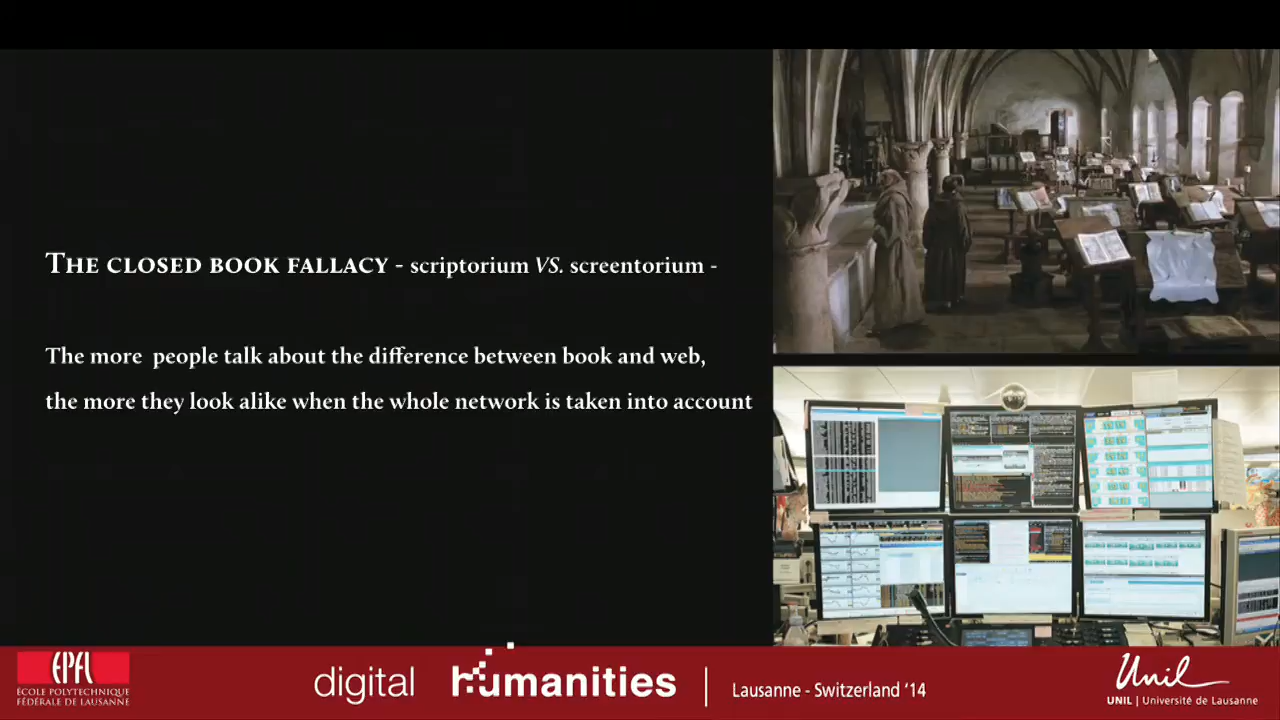 THE CLOSED BOOK FALLACY - scriptorium VS. screentorium -
The more people talk about the difference between book and web,
the more they look alike when the whole network is taken into account
EPFL
ÉCOLE POLYTECHNIQUE
FÉDÉRALE DE LAUSANNE
digital humanities
Lausanne - Switzerland '14
Unil
UNIL | Université de Lausanne